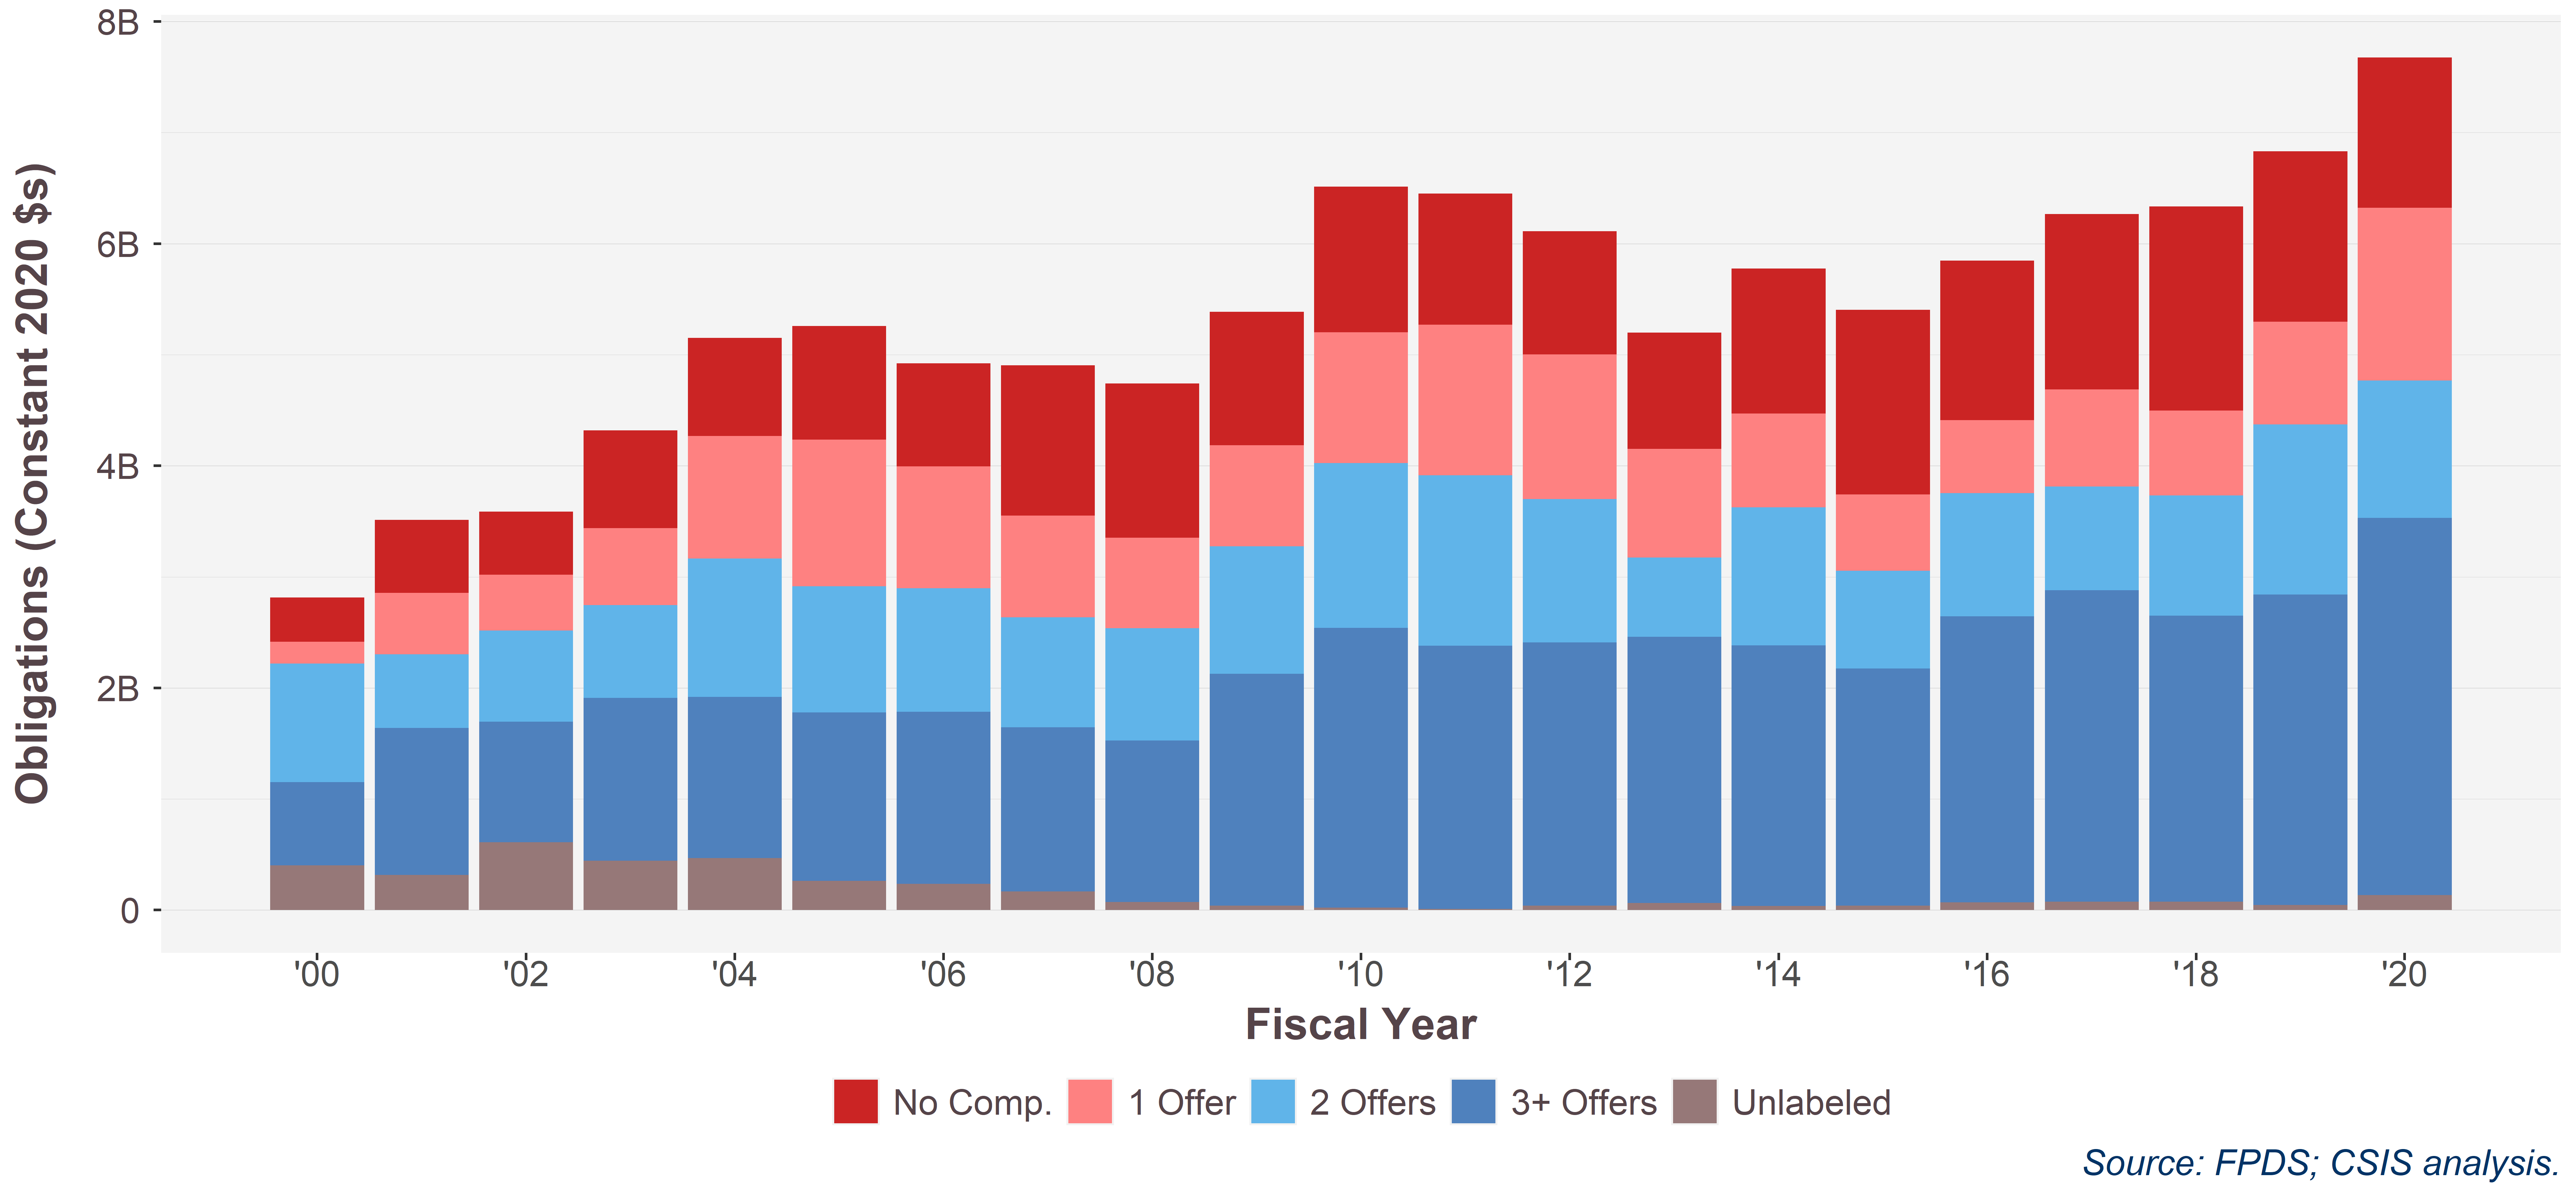 Obligations (Constant 2020 $s)
8B
6B
4B
2B
0
'00 '02 '04 '06 '08 '10 '12 '14 '16 '18 '20
Fiscal Year
No Comp. 1 Offer 2 Offers 3+ Offers Unlabeled
Source: FPDS; CSIS analysis.